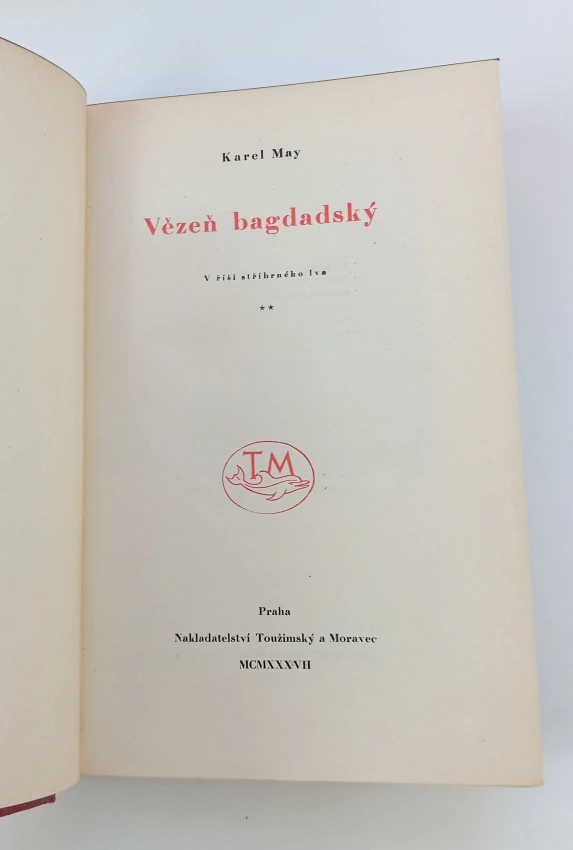 Karel May
Vězeň bagdadský
V říši stříbrného lva
**
TM
Praha
Nakladatelství Toužimský a Moravec
MCMXXXVII